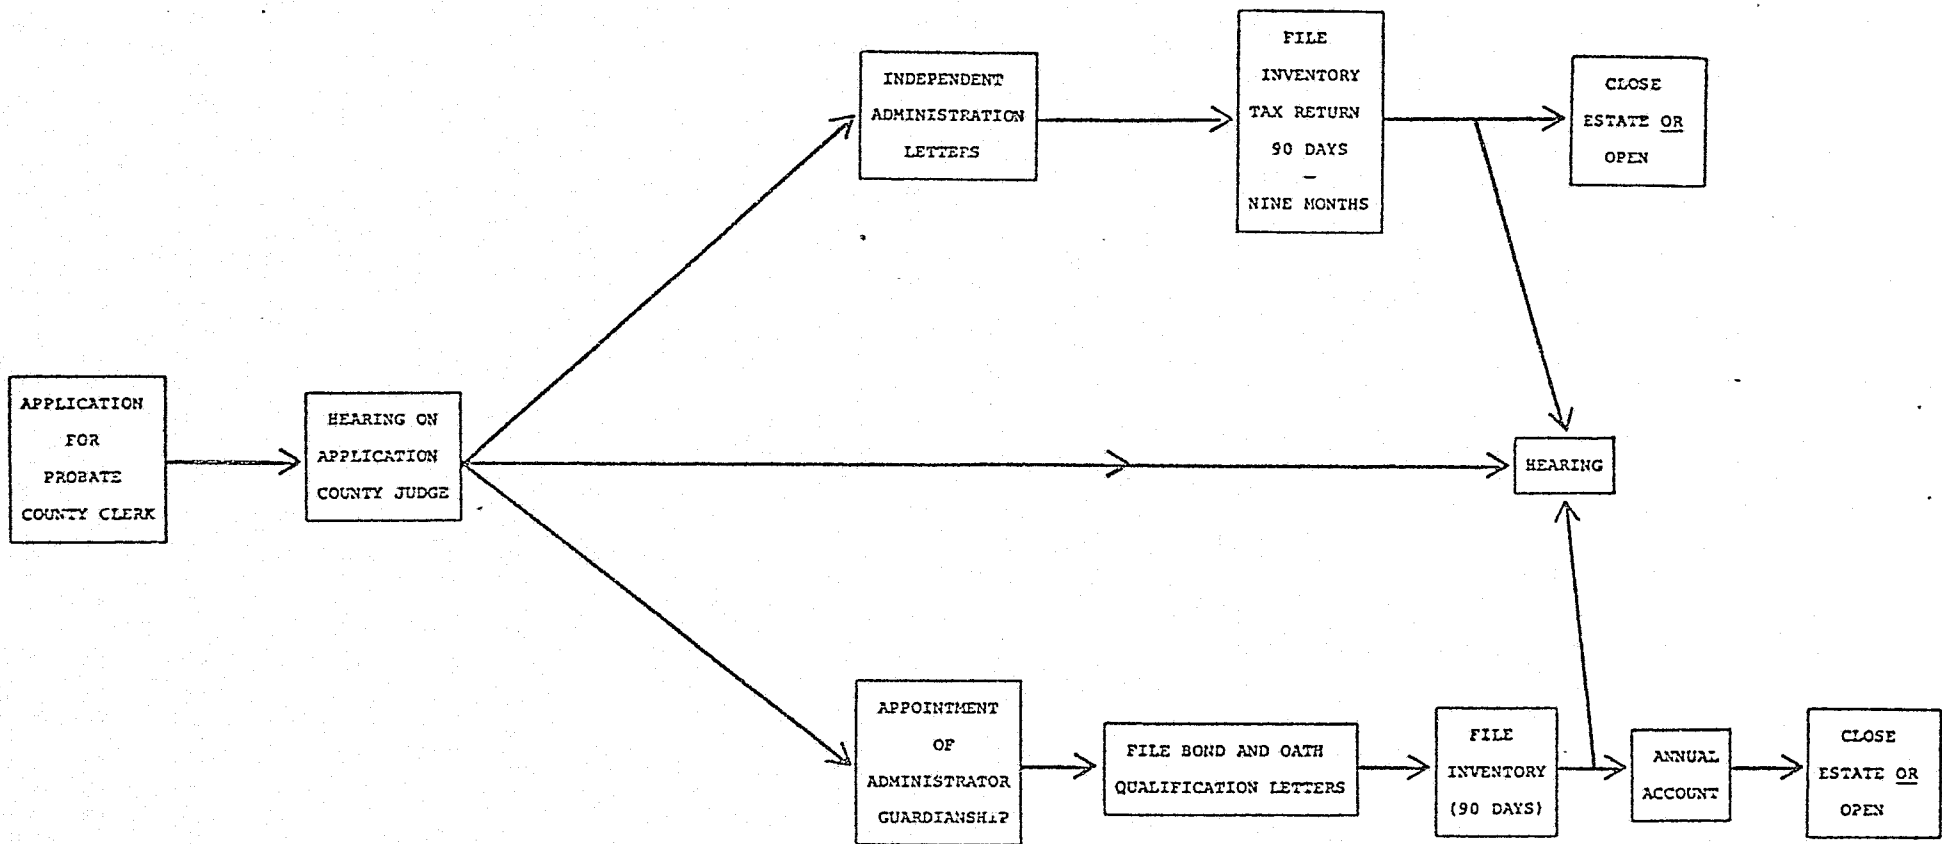 APPLICATION
FOR
PROBATE
COUNTY CLERK
HEARING ON
APPLICATION
COUNTY JUDGE
INDEPENDENT
ADMINISTRATION
LETTERS
FILE
INVENTORY
TAX RETURN
90 DAYS
-
NINE MONTHS
CLOSE
ESTATE OR
OPEN
HEARING
APPOINTMENT
OF
ADMINISTRATOR
GUARDIANSHIP
FILE BOND AND OATH
QUALIFICATION LETTERS
FILE
INVENTORY
(90 DAYS)
ANNUAL
ACCOUNT
CLOSE
ESTATE OR
OPEN